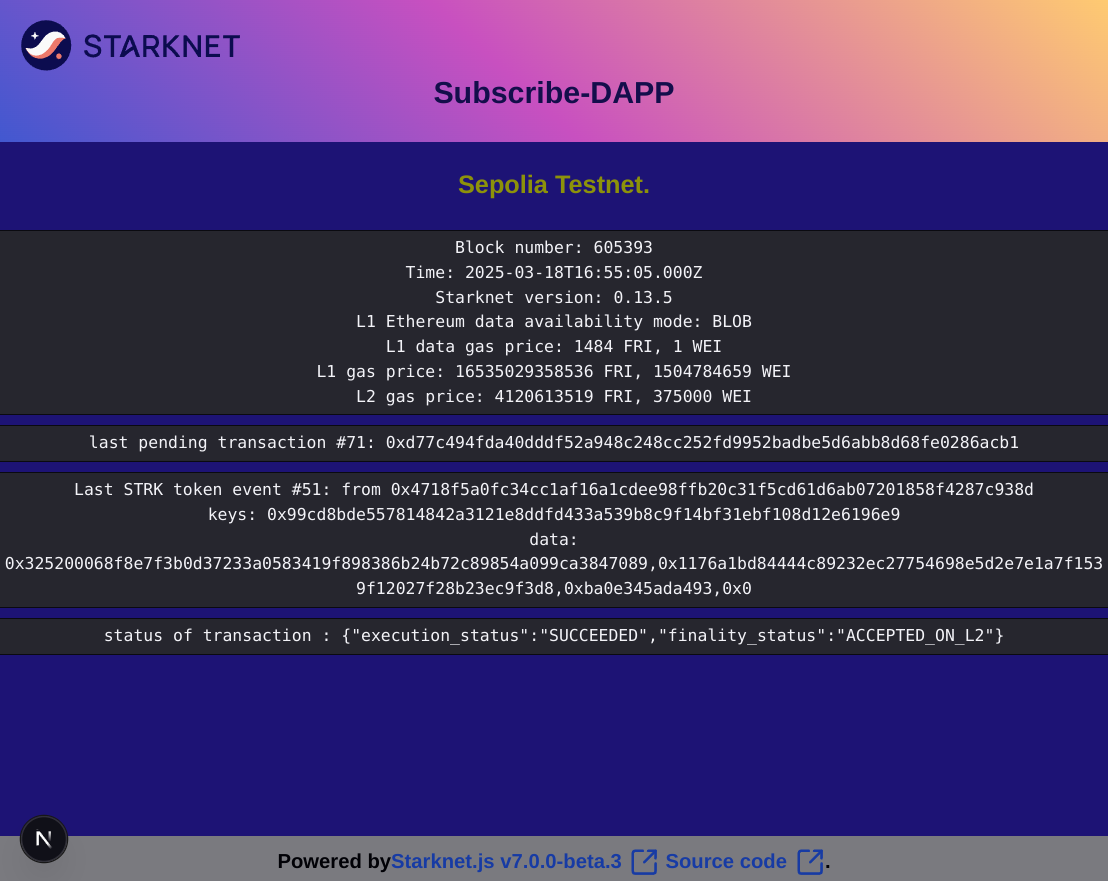 STARKNET
Subscribe-DAPP
Sepolia Testnet.
Block number: 605393
Time: 2025-03-18T16:55:05.000Z
Starknet version: 0.13.5
L1 Ethereum data availability mode: BLOB
L1 data gas price: 1484 FRI, 1 WEI
L1 gas price: 16535029358536 FRI, 1504784659 WEI
L2 gas price: 4120613519 FRI, 375000 WEI
last pending transaction #71: 0xd77c494fda40dddf52a948c248cc252fd9952badbe5d6abb8d68fe0286acb1
Last STRK token event #51: from 0x4718f5a0fc34cc1af16a1cdee98ffb20c31f5cd61d6ab07201858f4287c938d
keys: 0x99cd8bde557814842a3121e8ddfd433a539b8c9f14bf31ebf108d12e6196e9
data:
0x325200068f8e7f3b0d37233a0583419f898386b24b72c89854a099ca3847089,0x1176a1bd84444c89232ec27754698e5d2e7e1a7f153
9f12027f28b23ec9f3d8,0xba0e345ada493,0x0
status of transaction : {"execution_status":"SUCCEEDED","finality_status":"ACCEPTED_ON_L2"}
N
Powered byStarknet.js v7.0.0-beta.3 Source code .